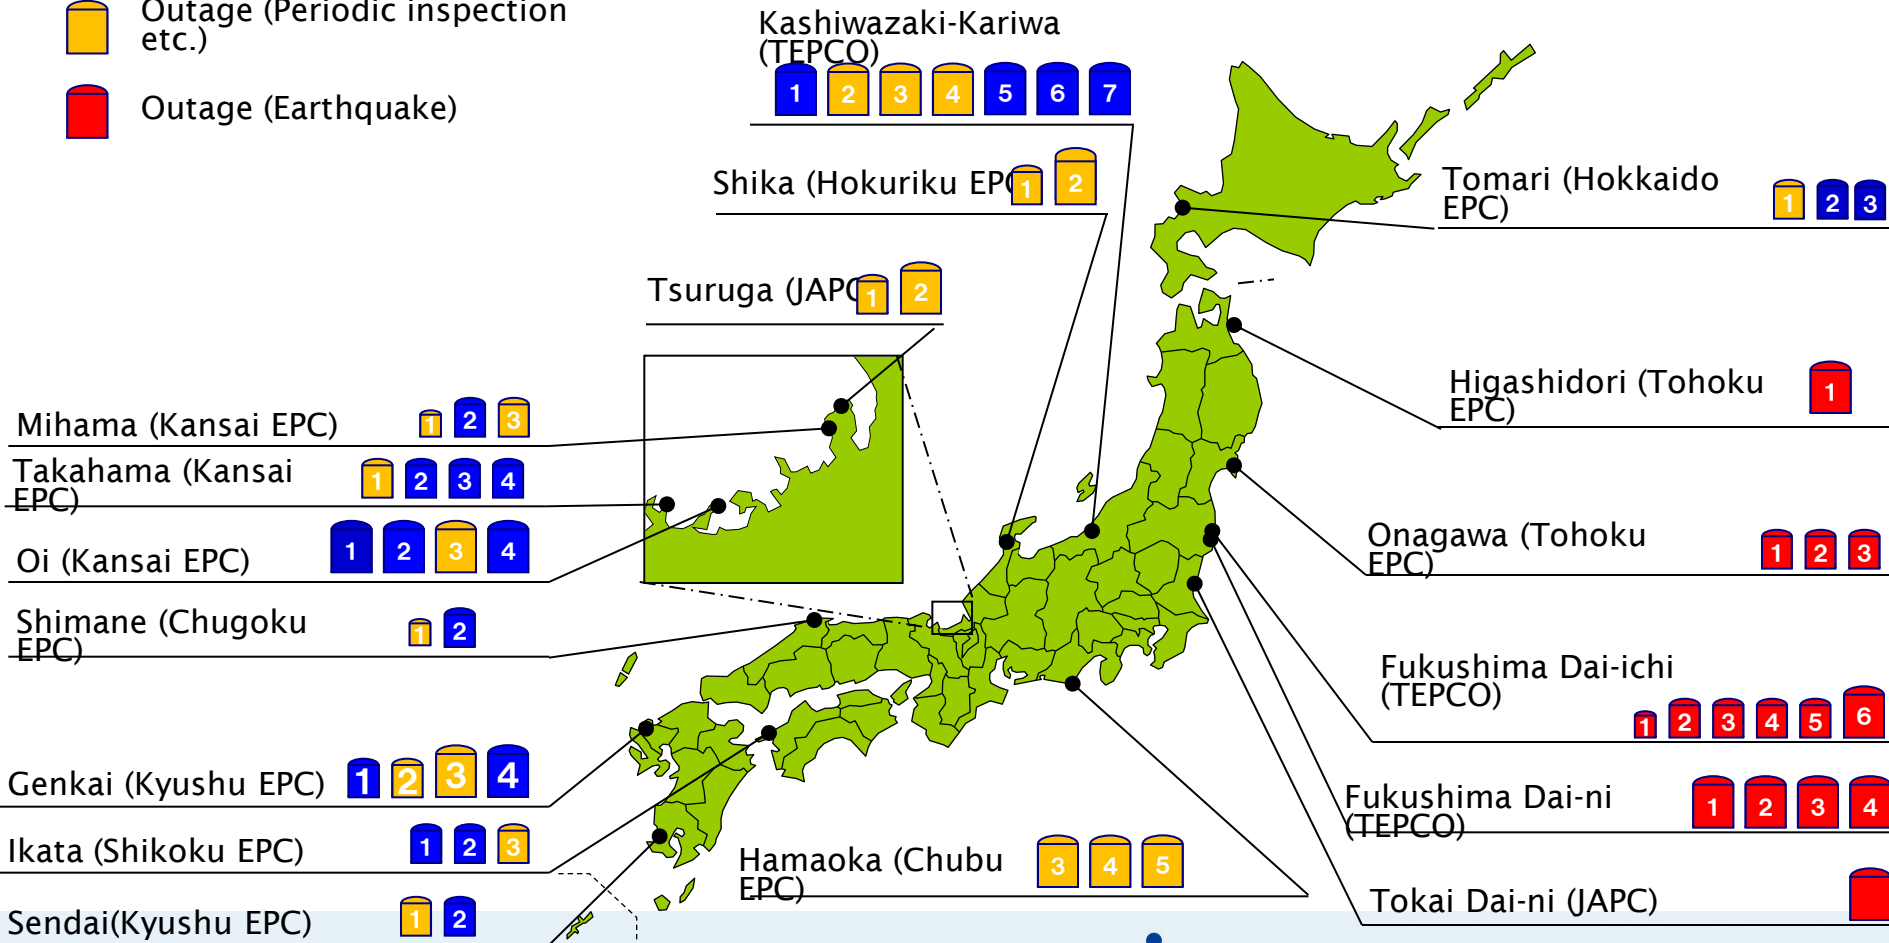 Outage (Periodic inspection
etc.)
Outage (Earthquake)
Kashiwazaki-Kariwa
(TEPCO)
1 2 3 4 5 6 7
Shika (Hokuriku EPC
1 2
Tsuruga (JAPC
1 2
Tomari (Hokkaido
EPC)
1 2 3
Higashidori (Tohoku
EPC)
1
Onagawa (Tohoku
EPC)
1 2 3
Fukushima Dai-ichi
(TEPCO)
1 2 3 4 5 6
Fukushima Dai-ni
(TEPCO)
1 2 3 4
Tokai Dai-ni (JAPC)
Hamaoka (Chubu
EPC)
3 4 5
Mihama (Kansai EPC)
1 2 3
Takahama (Kansai
EPC)
1 2 3 4
Oi (Kansai EPC)
1 2 3 4
Shimane (Chugoku
EPC)
1 2
Genkai (Kyushu EPC)
1 2 3 4
Ikata (Shikoku EPC)
1 2 3
Sendai(Kyushu EPC)
1 2